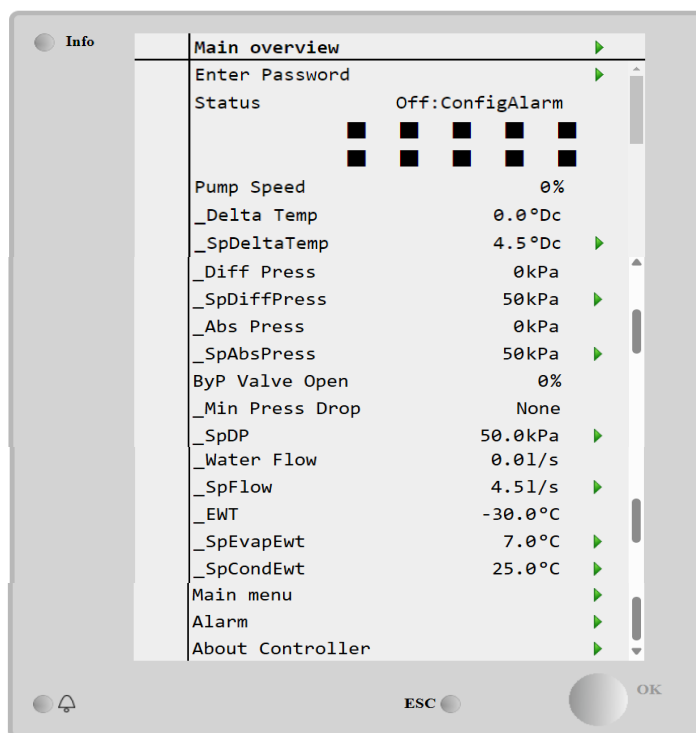 Info
Main overview
Enter Password
Status Off:ConfigAlarm
Pump Speed 0%
_Delta Temp 0.0°Dc
_SpDeltaTemp 4.5°Dc
_Diff Press 0kPa
_SpDiffPress 50kPa
_Abs Press 0kPa
_SpAbsPress 50kPa
ByP Valve Open 0%
_Min Press Drop None
_SpDP 50.0kPa
_Water Flow 0.0l/s
_SpFlow 4.5l/s
_EWT -30.0°C
_SpEvapEwt 7.0°C
_SpCondEwt 25.0°C
Main menu
Alarm
About Controller
ESC
OK